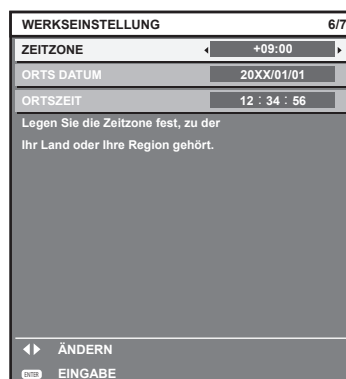 WERKSEINSTELLUNG 6/7
ZEITZONE +09:00
ORTS DATUM 20XX/01/01
ORTSZEIT 12 : 34 : 56
Legen Sie die Zeitzone fest, zu der
Ihr Land oder Ihre Region gehört.
ÄNDERN
ENTER EINGABE